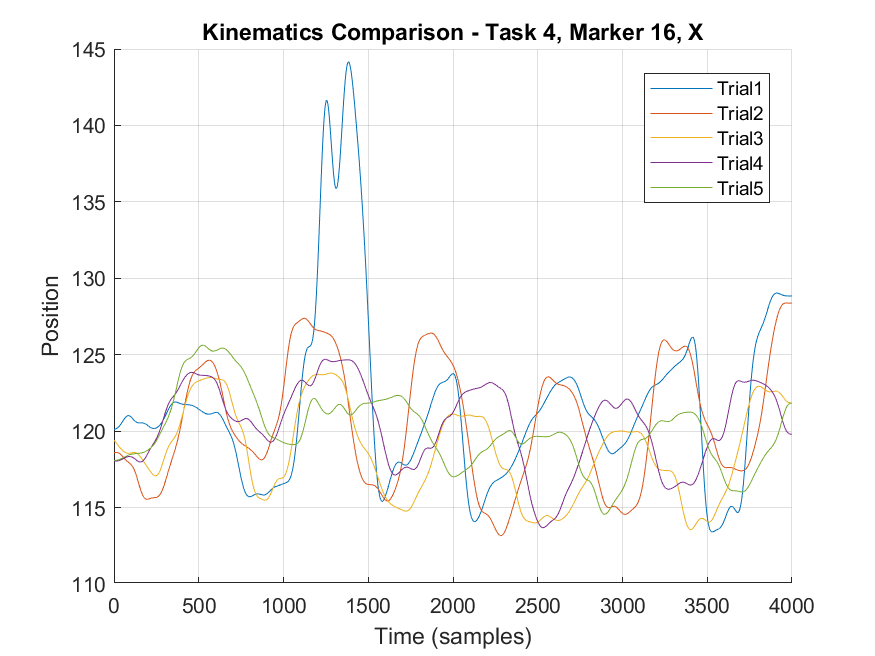 Kinematics Comparison - Task 4, Marker 16, X
145
140
135
130
125
120
115
110
Position
Trial1
Trial2
Trial3
Trial4
Trial5
0 500 1000 1500 2000 2500 3000 3500 4000
Time (samples)